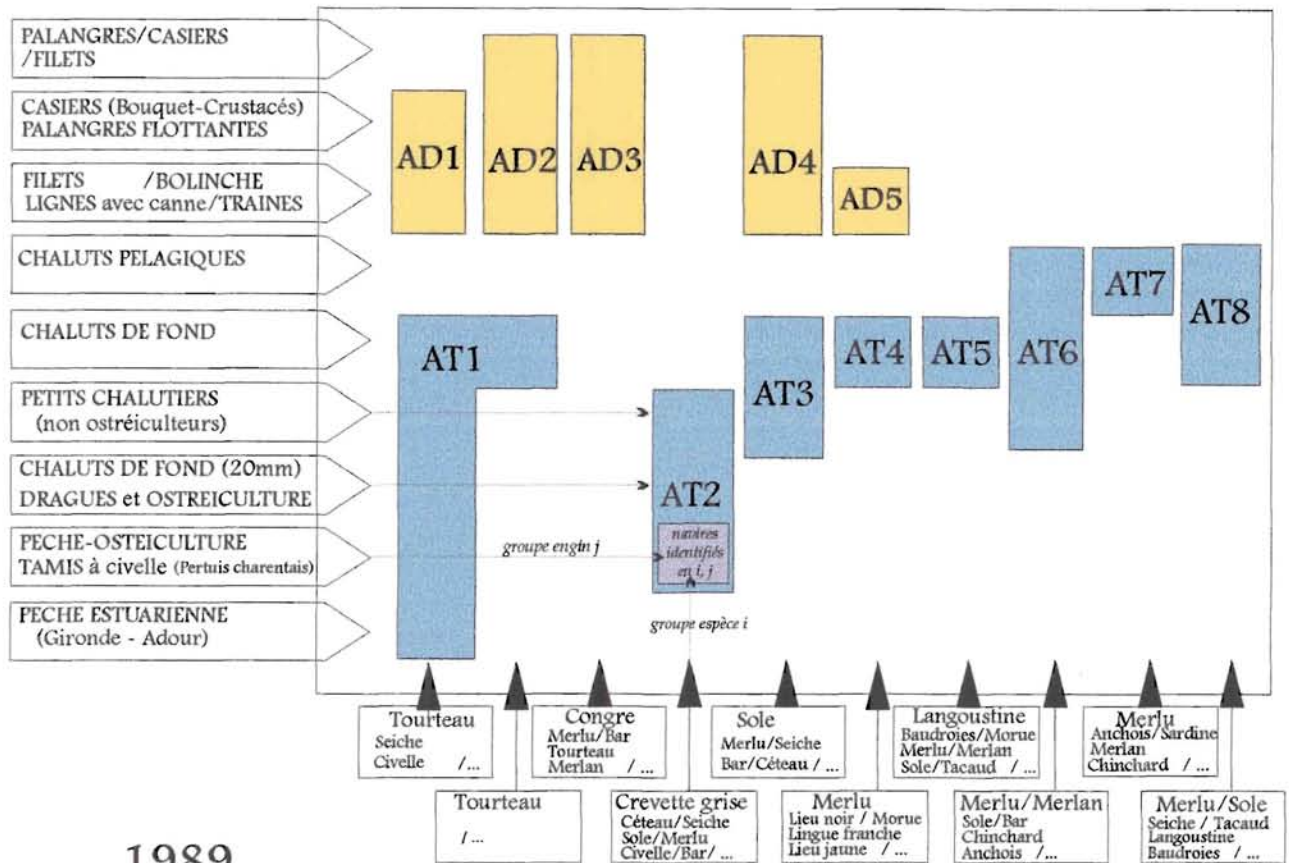 PALANGRES/CASIERS
/FILETS
CASIERS (Bouquet-Crustacés)
PALANGRES FLOTTANTES
FILETS /BOLINCHE
LIGNES avec canne/TRAINES
CHALUTS PELAGIQUES
CHALUTS DE FOND
PETITS CHALUTIERS
(non ostréiculteurs)
CHALUTS DE FOND (20mm)
DRAGUES et OSTREICULTURE
PECHE-OSTEICULTURE
TAMIS à civelle (Pertuis charentais)
PECHE ESTUARIENNE
(Gironde - Adour)
AD1
AD2
AD3
AD4
AD5
AT1
AT2
AT3
AT4
AT5
AT6
AT7
AT8
navires
identifiés
en i, j
groupe engin j
groupe espèce i
Tourteau
Seiche
Civelle / ...
Congre
Merlu/Bar
Tourteau
Merlan / ...
Sole
Merlu/Seiche
Bar/Céteau / ...
Langoustine
Baudroies/Morue
Merlu/Merlan
Sole/Tacaud / ...
Merlu
Anchois/Sardine
Merlan
Chinchard / ...
Tourteau
/ ...
Crevette grise
Céteau/Seiche
Sole/Merlu
Civelle/Bar/ ...
Merlu
Lieu noir / Morue
Lingue franche
Lieu jaune / ...
Merlu/Merlan
Sole/Bar
Chinchard
Anchois / ...
Merlu/Sole
Seiche / Tacaud
Langoustine
Baudroies / ...
1989